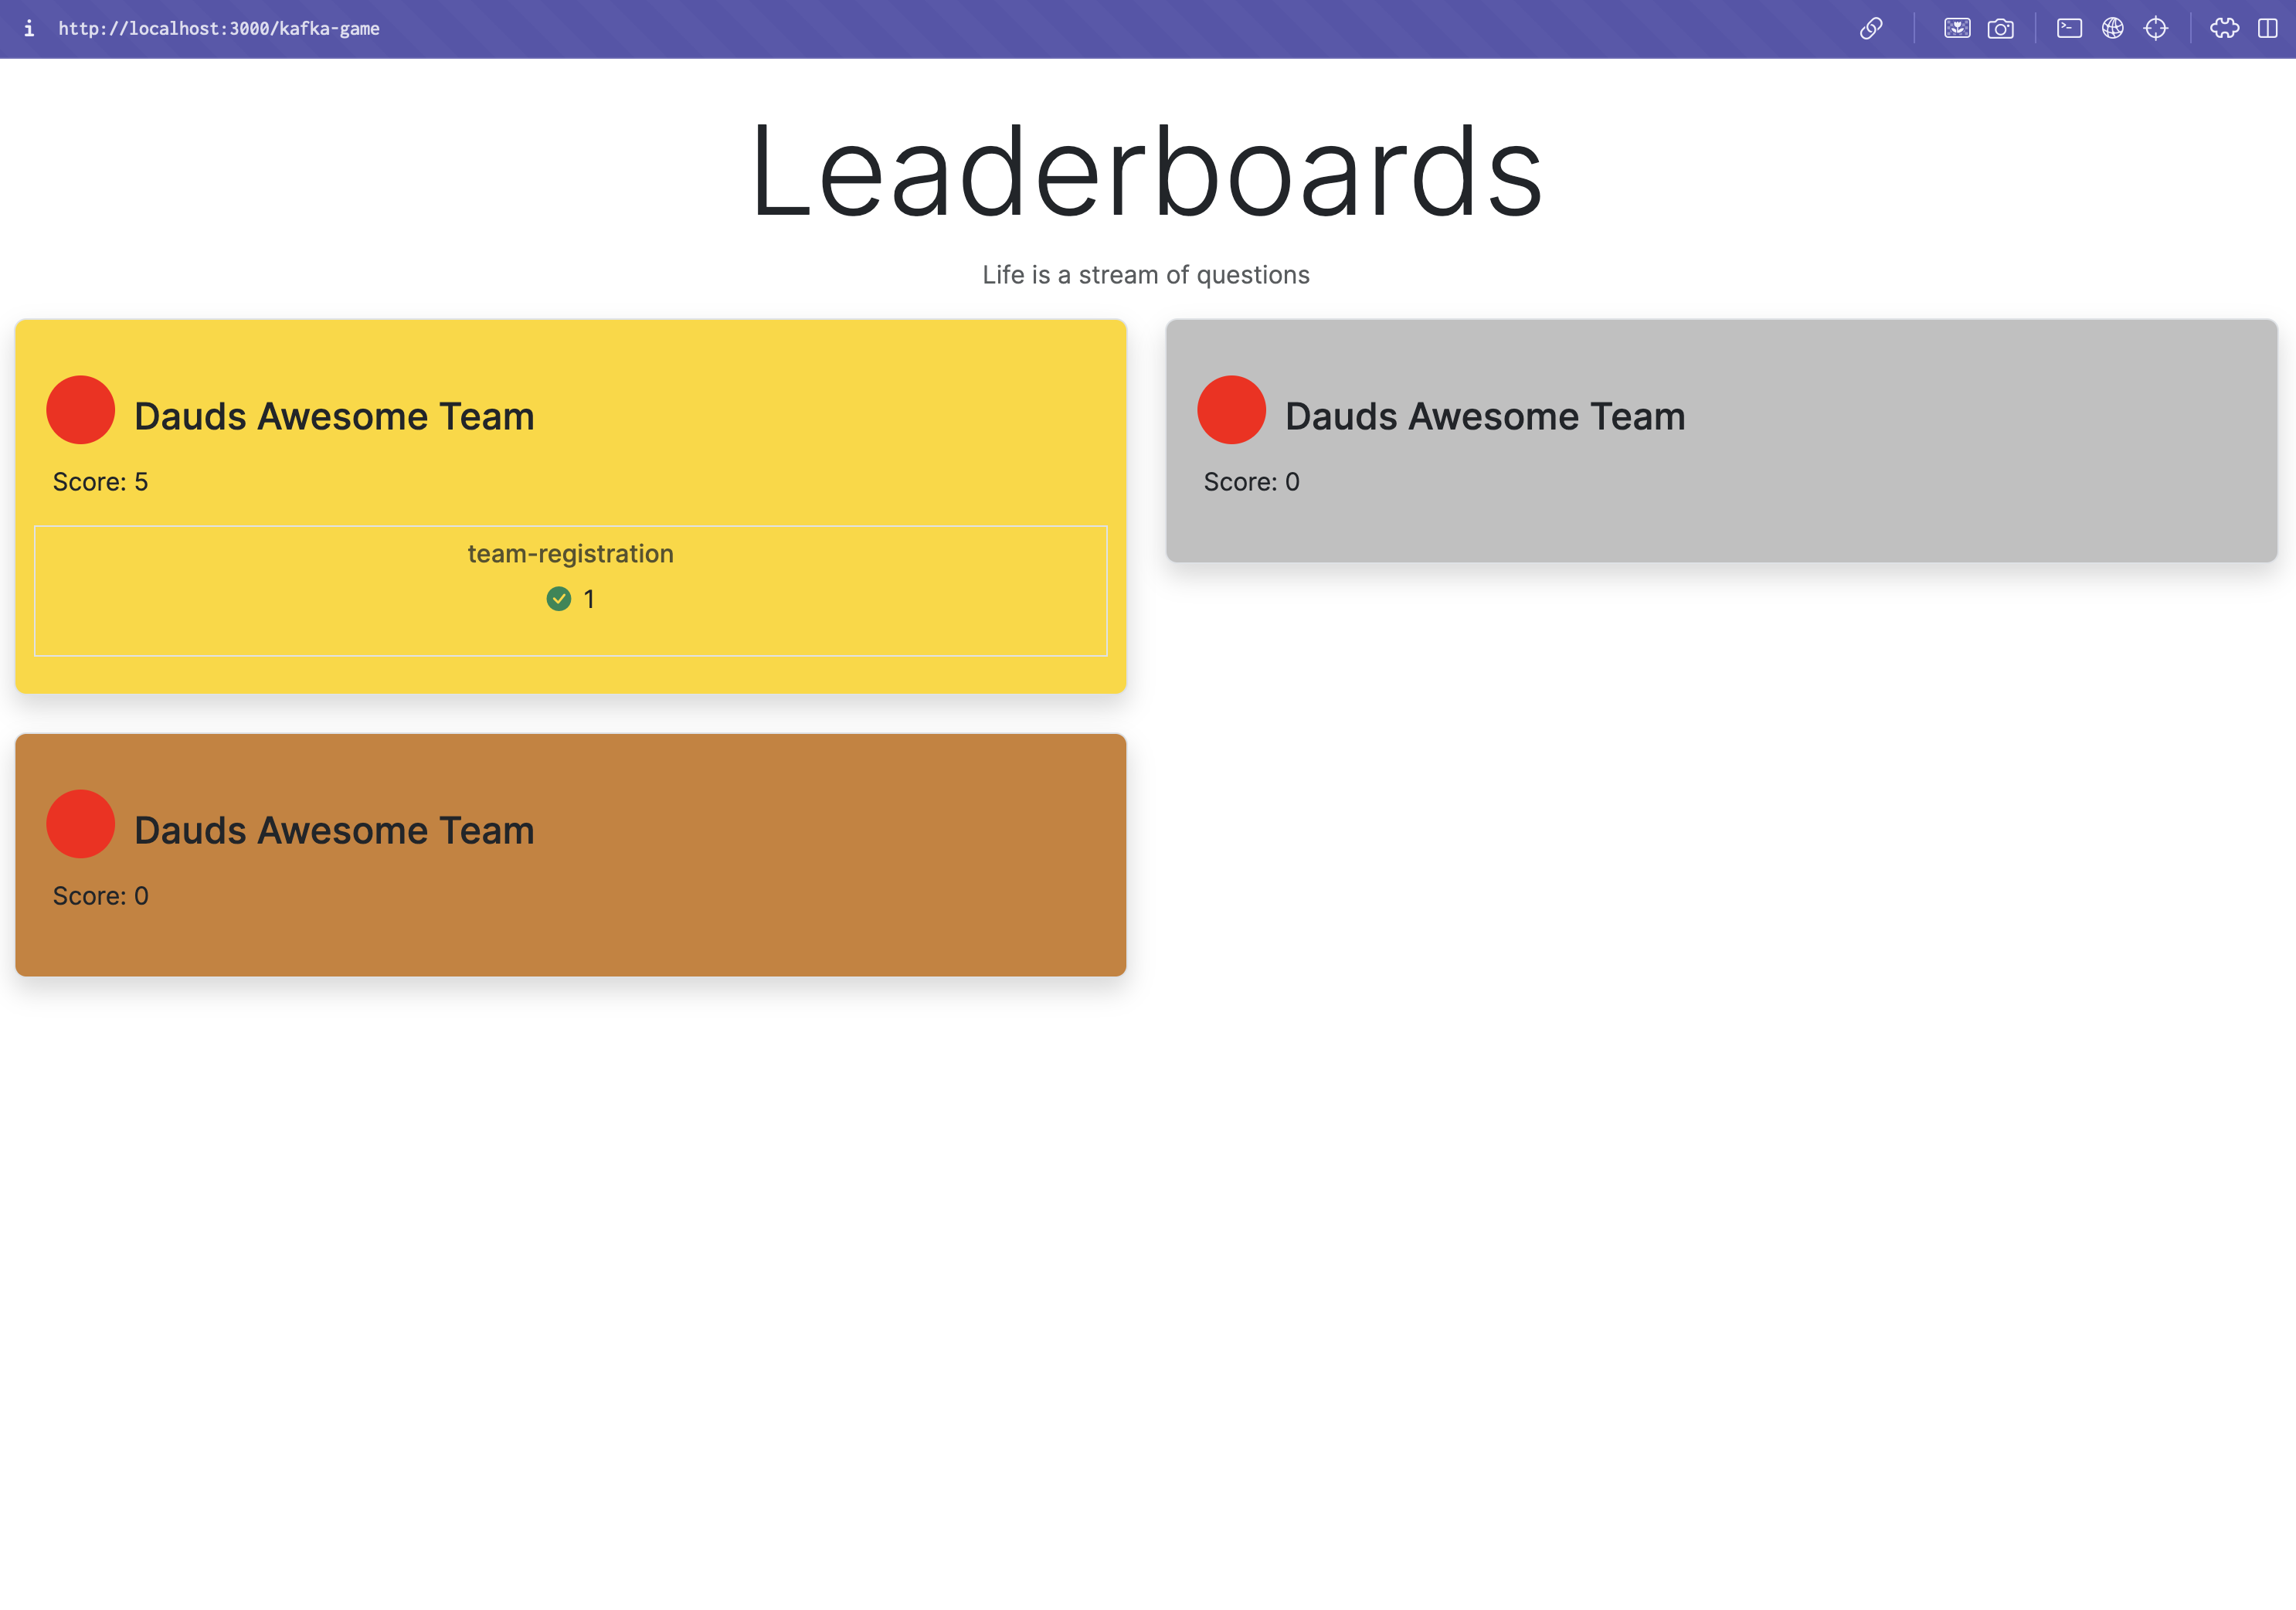 i http://localhost:3000/kafka-game
Leaderboards
Life is a stream of questions
Dauds Awesome Team
Score: 5
team-registration
1
Dauds Awesome Team
Score: 0
Dauds Awesome Team
Score: 0